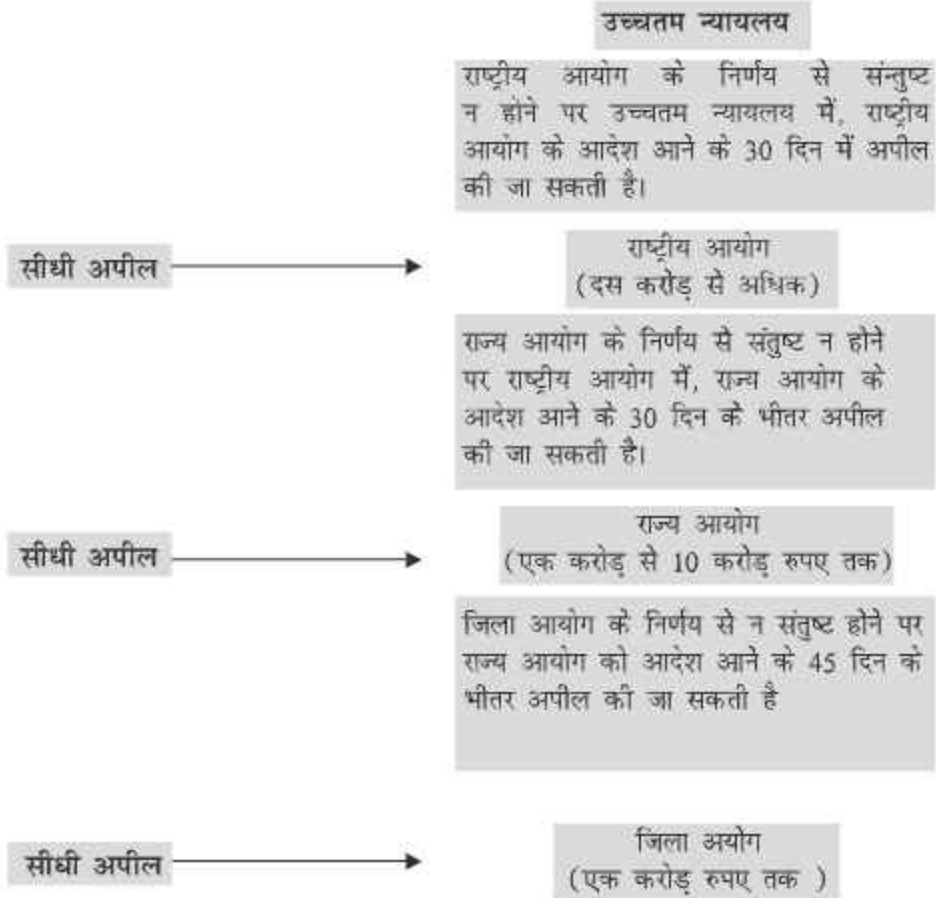 उच्चतम न्यायलय
राष्ट्रीय आयोग के निर्णय से संन्तुष्ट
न होने पर उच्चतम न्यायलय में, राष्ट्रीय
आयोग के आदेश आने के 30 दिन में अपील
की जा सकती है।
सीधी अपील
राष्ट्रीय आयोग
(दस करोड़ से अधिक)
राज्य आयोग के निर्णय से संतुष्ट न होने
पर राष्ट्रीय आयोग में, राज्य आयोग के
आदेश आने के 30 दिन के भीतर अपील
की जा सकती है।
सीधी अपील
राज्य आयोग
(एक करोड़ से 10 करोड़ रुपए तक)
जिला आयोग के निर्णय से न संतुष्ट होने पर
राज्य आयोग को आदेश आने के 45 दिन के
भीतर अपील की जा सकती है
सीधी अपील
जिला अयोग
(एक करोड़ रुपए तक )